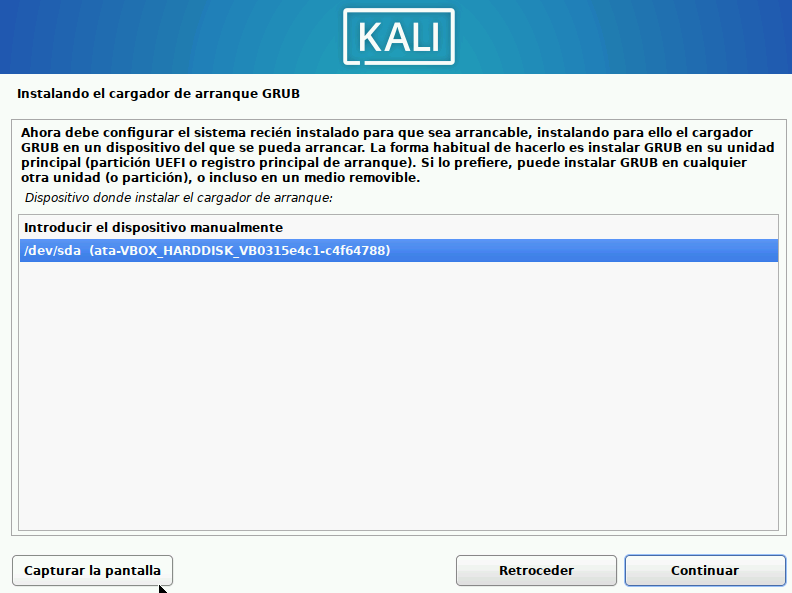 KALI
Instalando el cargador de arranque GRUB
Ahora debe configurar el sistema recién instalado para que sea arrancable, instalando para ello el cargador
GRUB en un dispositivo del que se pueda arrancar. La forma habitual de hacerlo es instalar GRUB en su unidad
principal (partición UEFI o registro principal de arranque). Si lo prefiere, puede instalar GRUB en cualquier
otra unidad (o partición), o incluso en un medio removible.
Dispositivo donde instalar el cargador de arranque:
Introducir el dispositivo manualmente
/dev/sda (ata-VBOX_HARDDISK_VB0315e4c1-c4f64788)
Capturar la pantalla Retroceder Continuar